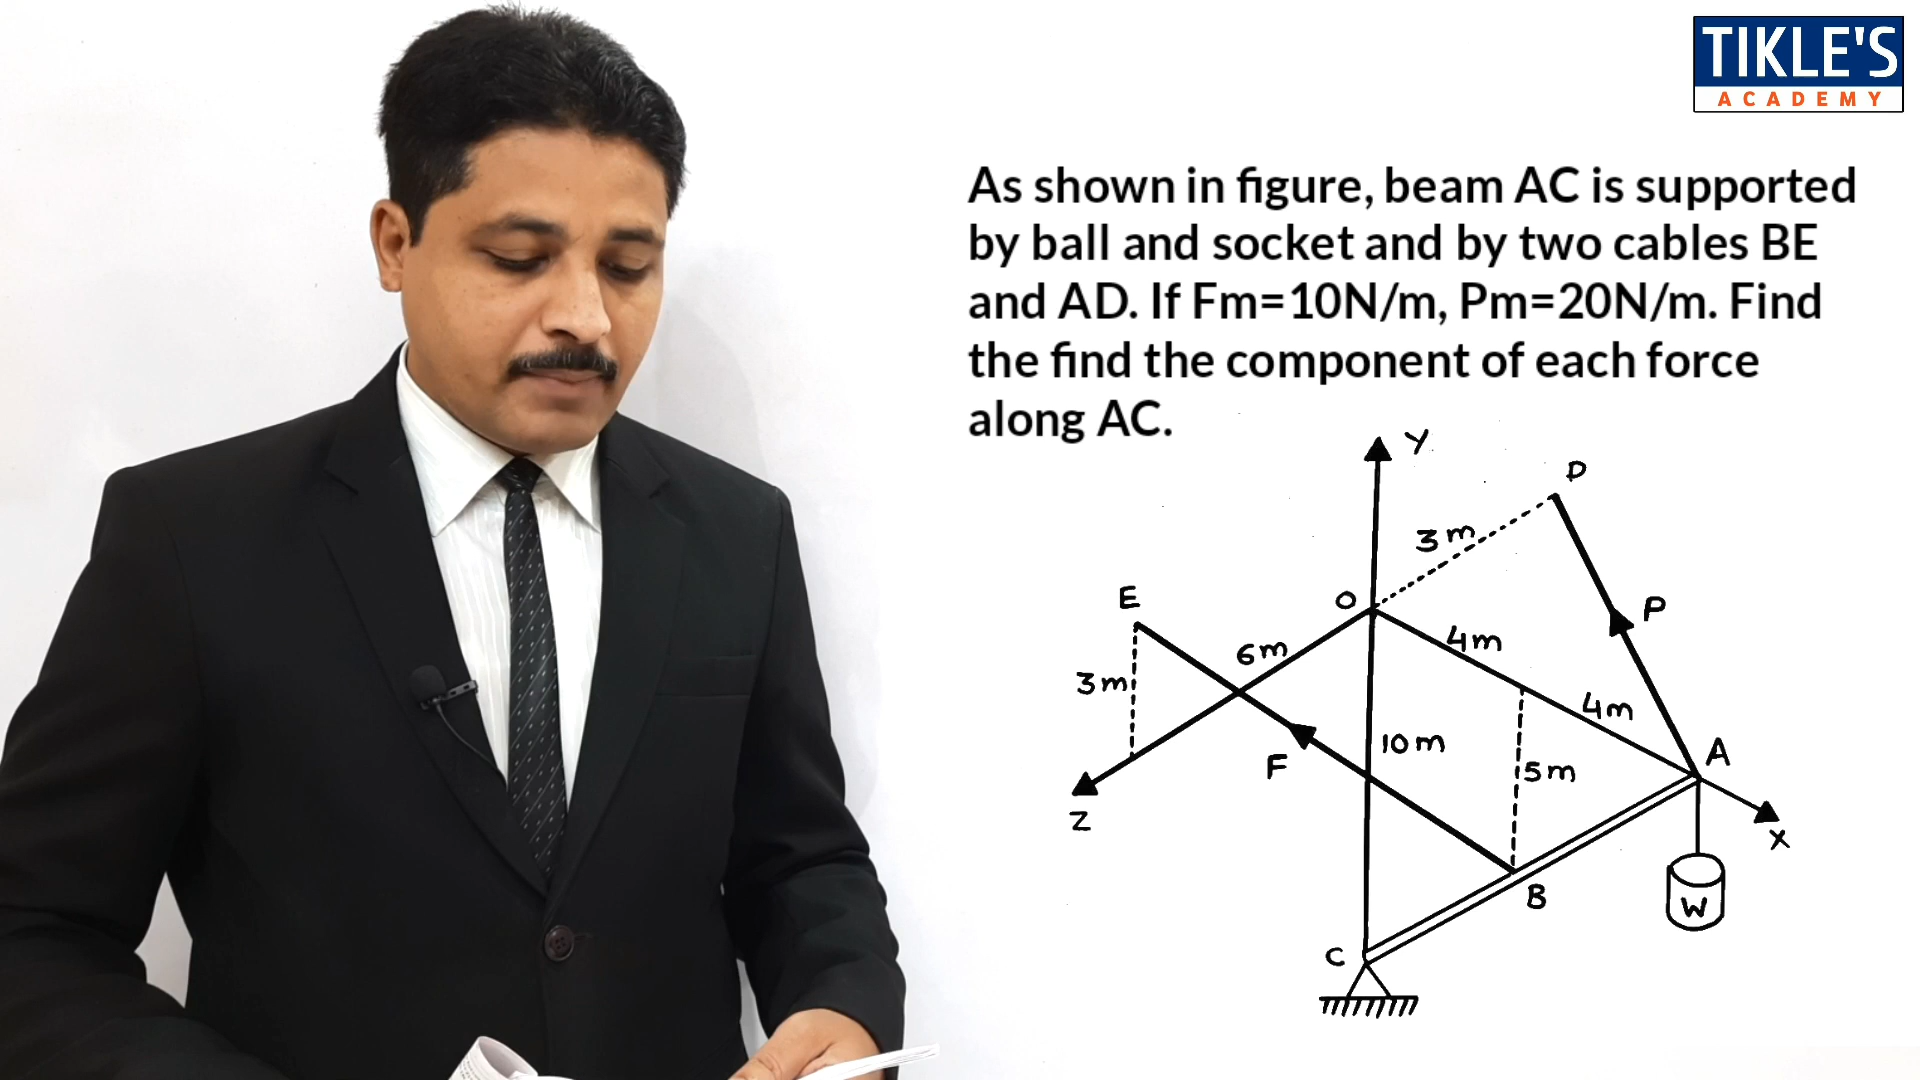 TIKLE'S
ACADEMY
As shown in figure, beam AC is supported
by ball and socket and by two cables BE
and AD. If Fm=10N/m, Pm=20N/m. Find
the find the component of each force
along AC.
Y
D
3m
E
O
P
4m
6m
3m
4m
A
10m
F
5m
Z
X
B
W
C